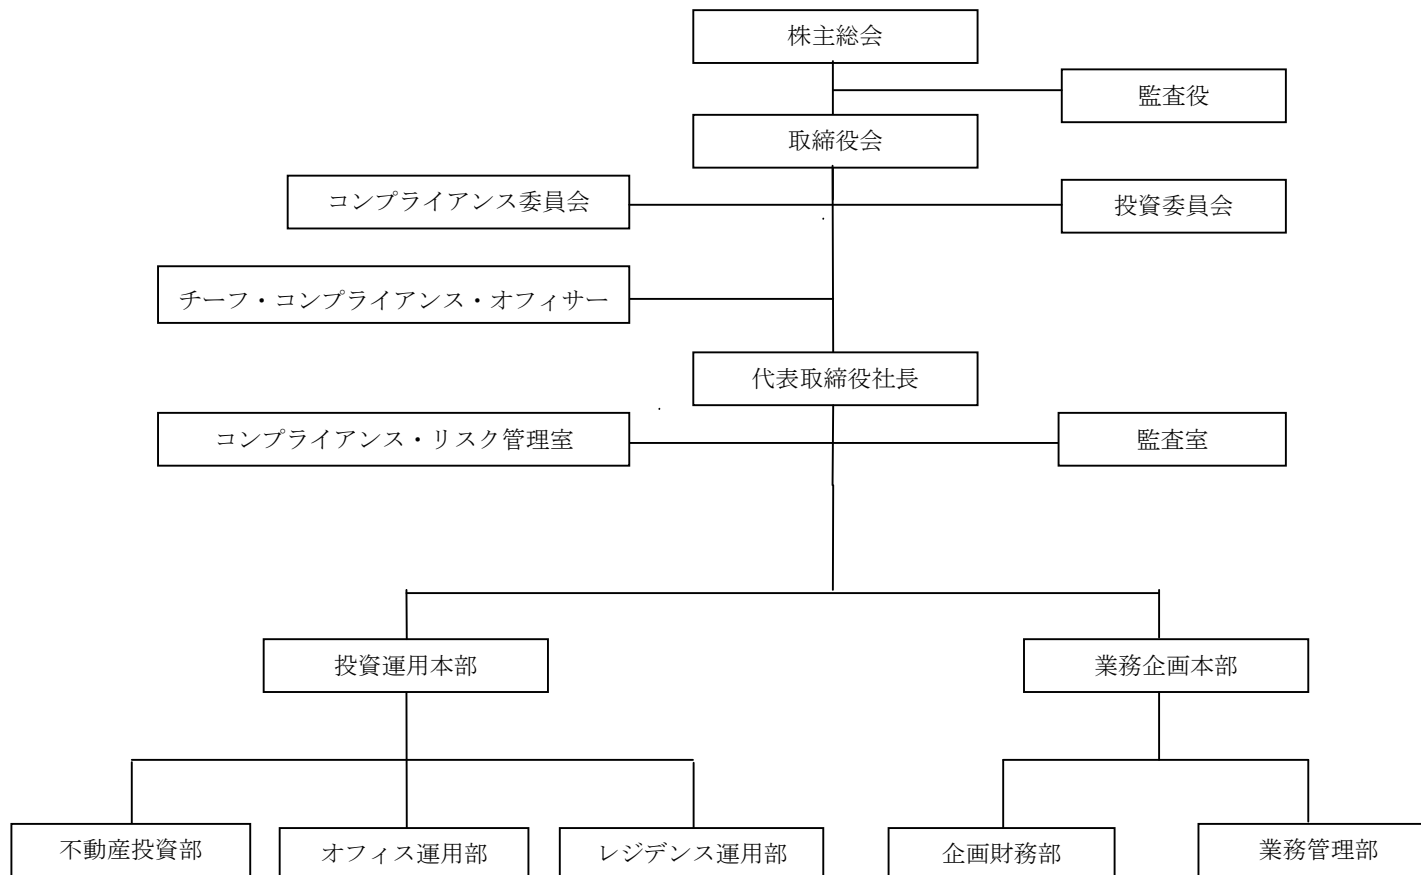 株主総会
監査役
取締役会
コンプライアンス委員会
投資委員会
チーフ・コンプライアンス・オフィサー
代表取締役社長
コンプライアンス・リスク管理室
監査室
投資運用本部
業務企画本部
不動産投資部
オフィス運用部
レジデンス運用部
企画財務部
業務管理部